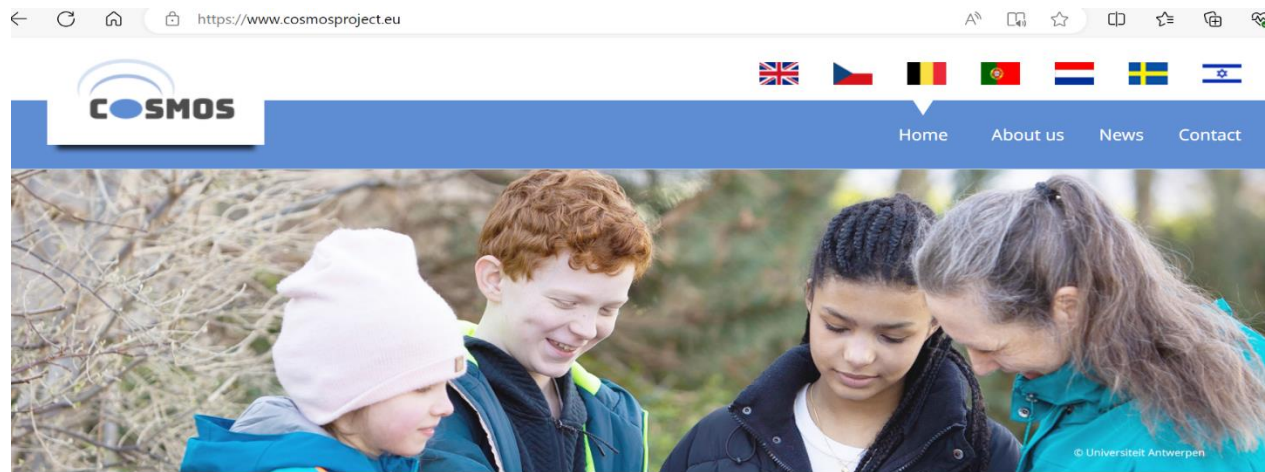 https://www.cosmosproject.eu
COSMOS
Home About us News Contact
© Universiteit Antwerpen